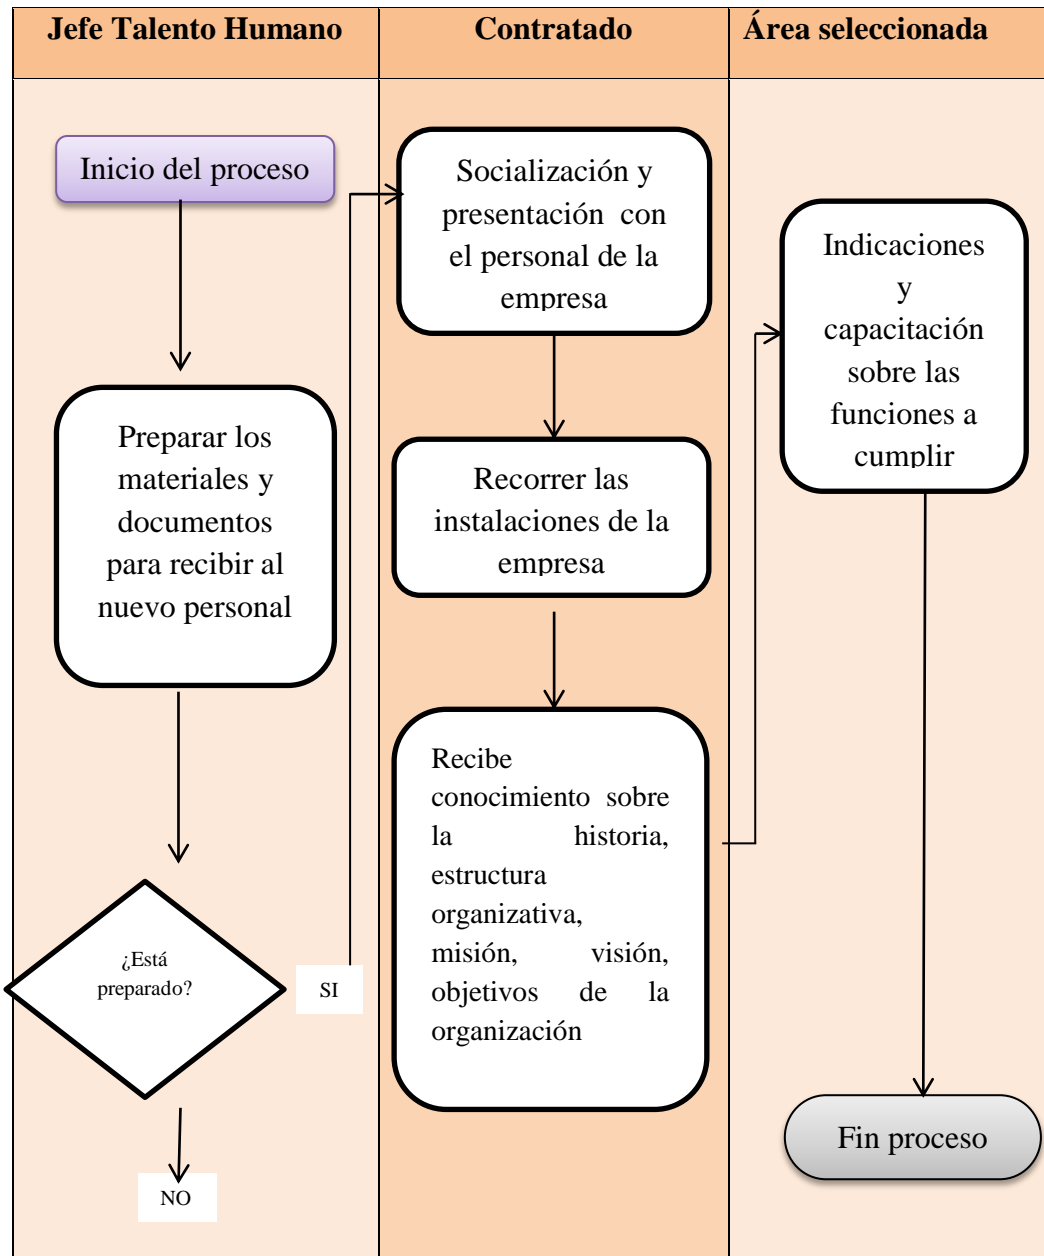 Jefe Talento Humano
Contratado
Área seleccionada
Inicio del proceso
Preparar los
materiales y
documentos
para recibir al
nuevo personal
¿Está
preparado?
SI
NO
Socialización y
presentación con
el personal de la
empresa
Recorrer las
instalaciones de la
empresa
Recibe
conocimiento sobre
la historia,
estructura
organizativa,
misión, visión,
objetivos de la
organización
Indicaciones
y
capacitación
sobre las
funciones a
cumplir
Fin proceso